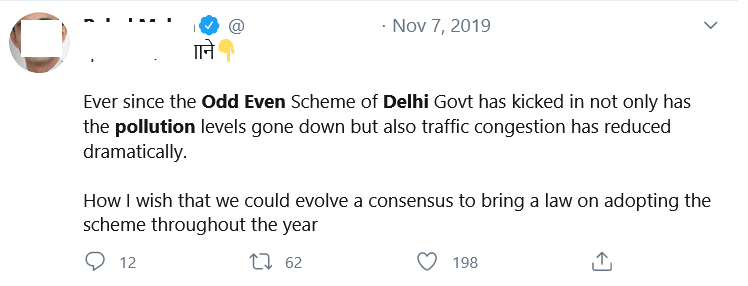 @ · Nov 7, 2019
Ever since the Odd Even Scheme of Delhi Govt has kicked in not only has
the pollution levels gone down but also traffic congestion has reduced
dramatically.
How I wish that we could evolve a consensus to bring a law on adopting the
scheme throughout the year
12 62 198